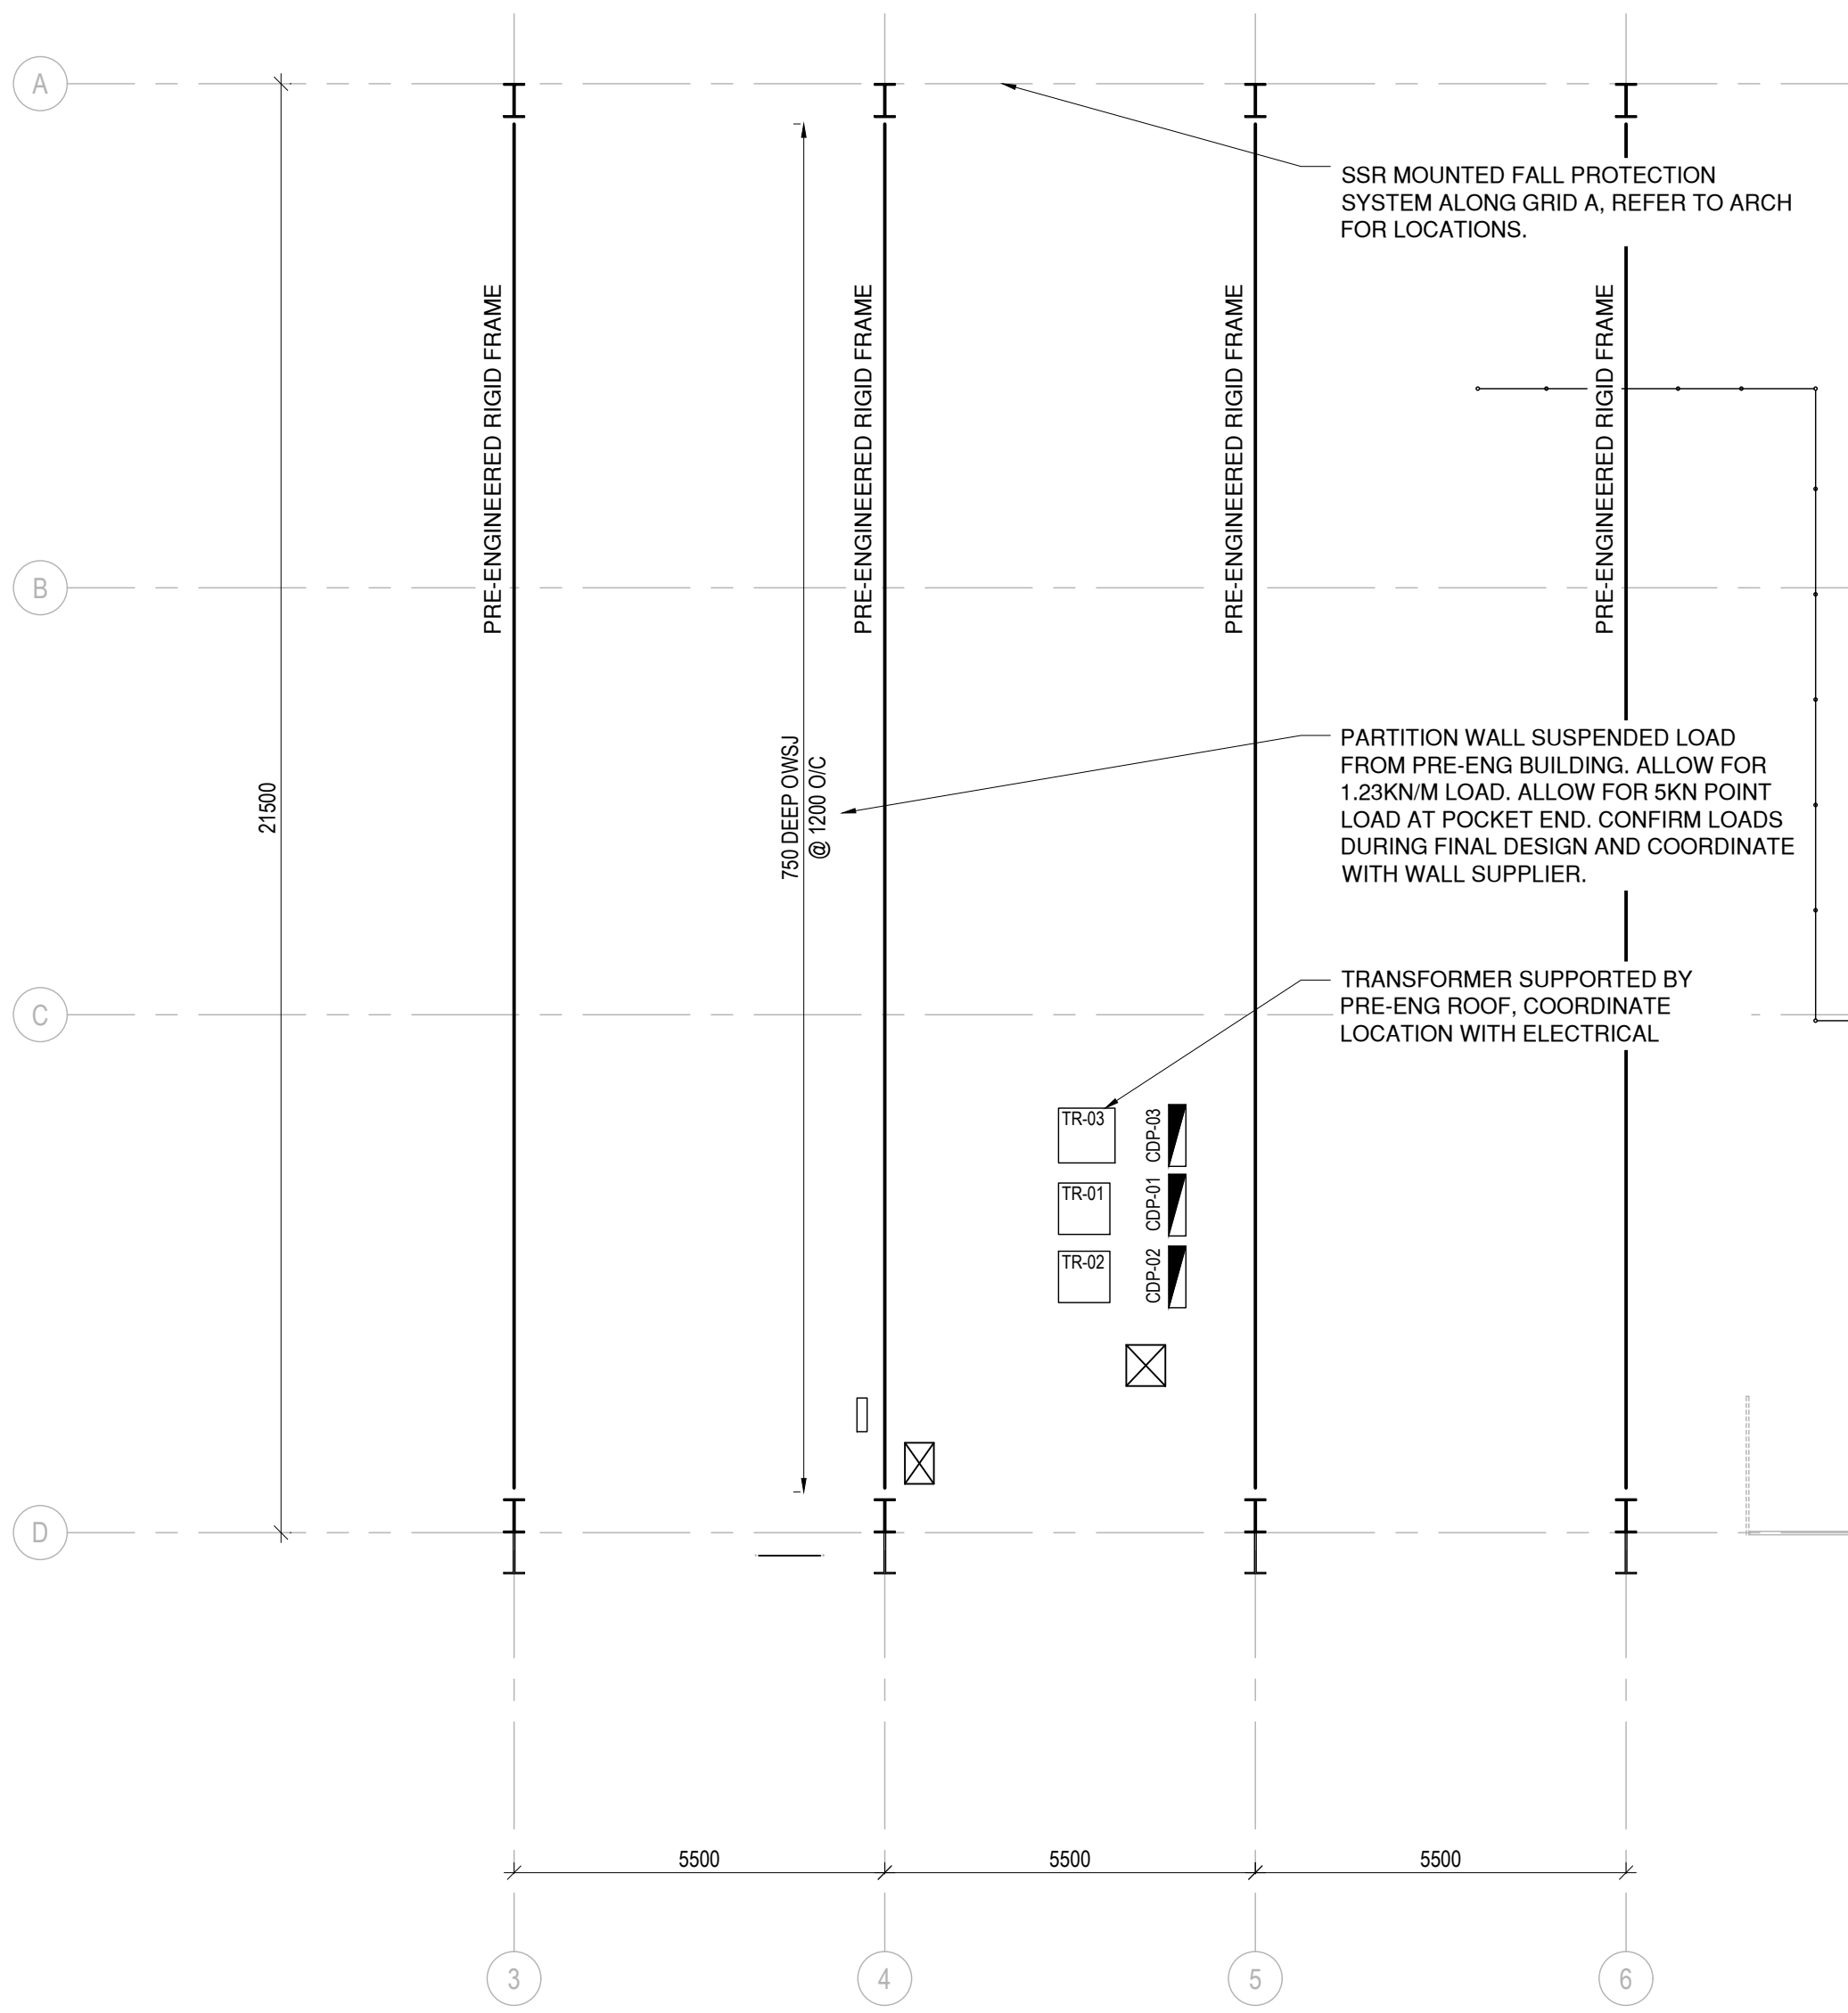 A
SSR MOUNTED FALL PROTECTION
SYSTEM ALONG GRID A, REFER TO ARCH
FOR LOCATIONS.
PRE-ENGINEERED RIGID FRAME
PRE-ENGINEERED RIGID FRAME
PRE-ENGINEERED RIGID FRAME
PRE-ENGINEERED RIGID FRAME
B
21500
750 DEEP OWSJ
@ 1200 O/C
PARTITION WALL SUSPENDED LOAD
FROM PRE-ENG BUILDING. ALLOW FOR
1.23KN/M LOAD. ALLOW FOR 5KN POINT
LOAD AT POCKET END. CONFIRM LOADS
DURING FINAL DESIGN AND COORDINATE
WITH WALL SUPPLIER.
C
TRANSFORMER SUPPORTED BY
PRE-ENG ROOF, COORDINATE
LOCATION WITH ELECTRICAL
TR-03
CDP-03
TR-01
CDP-01
TR-02
CDP-02
D
5500
5500
5500
3
4
5
6